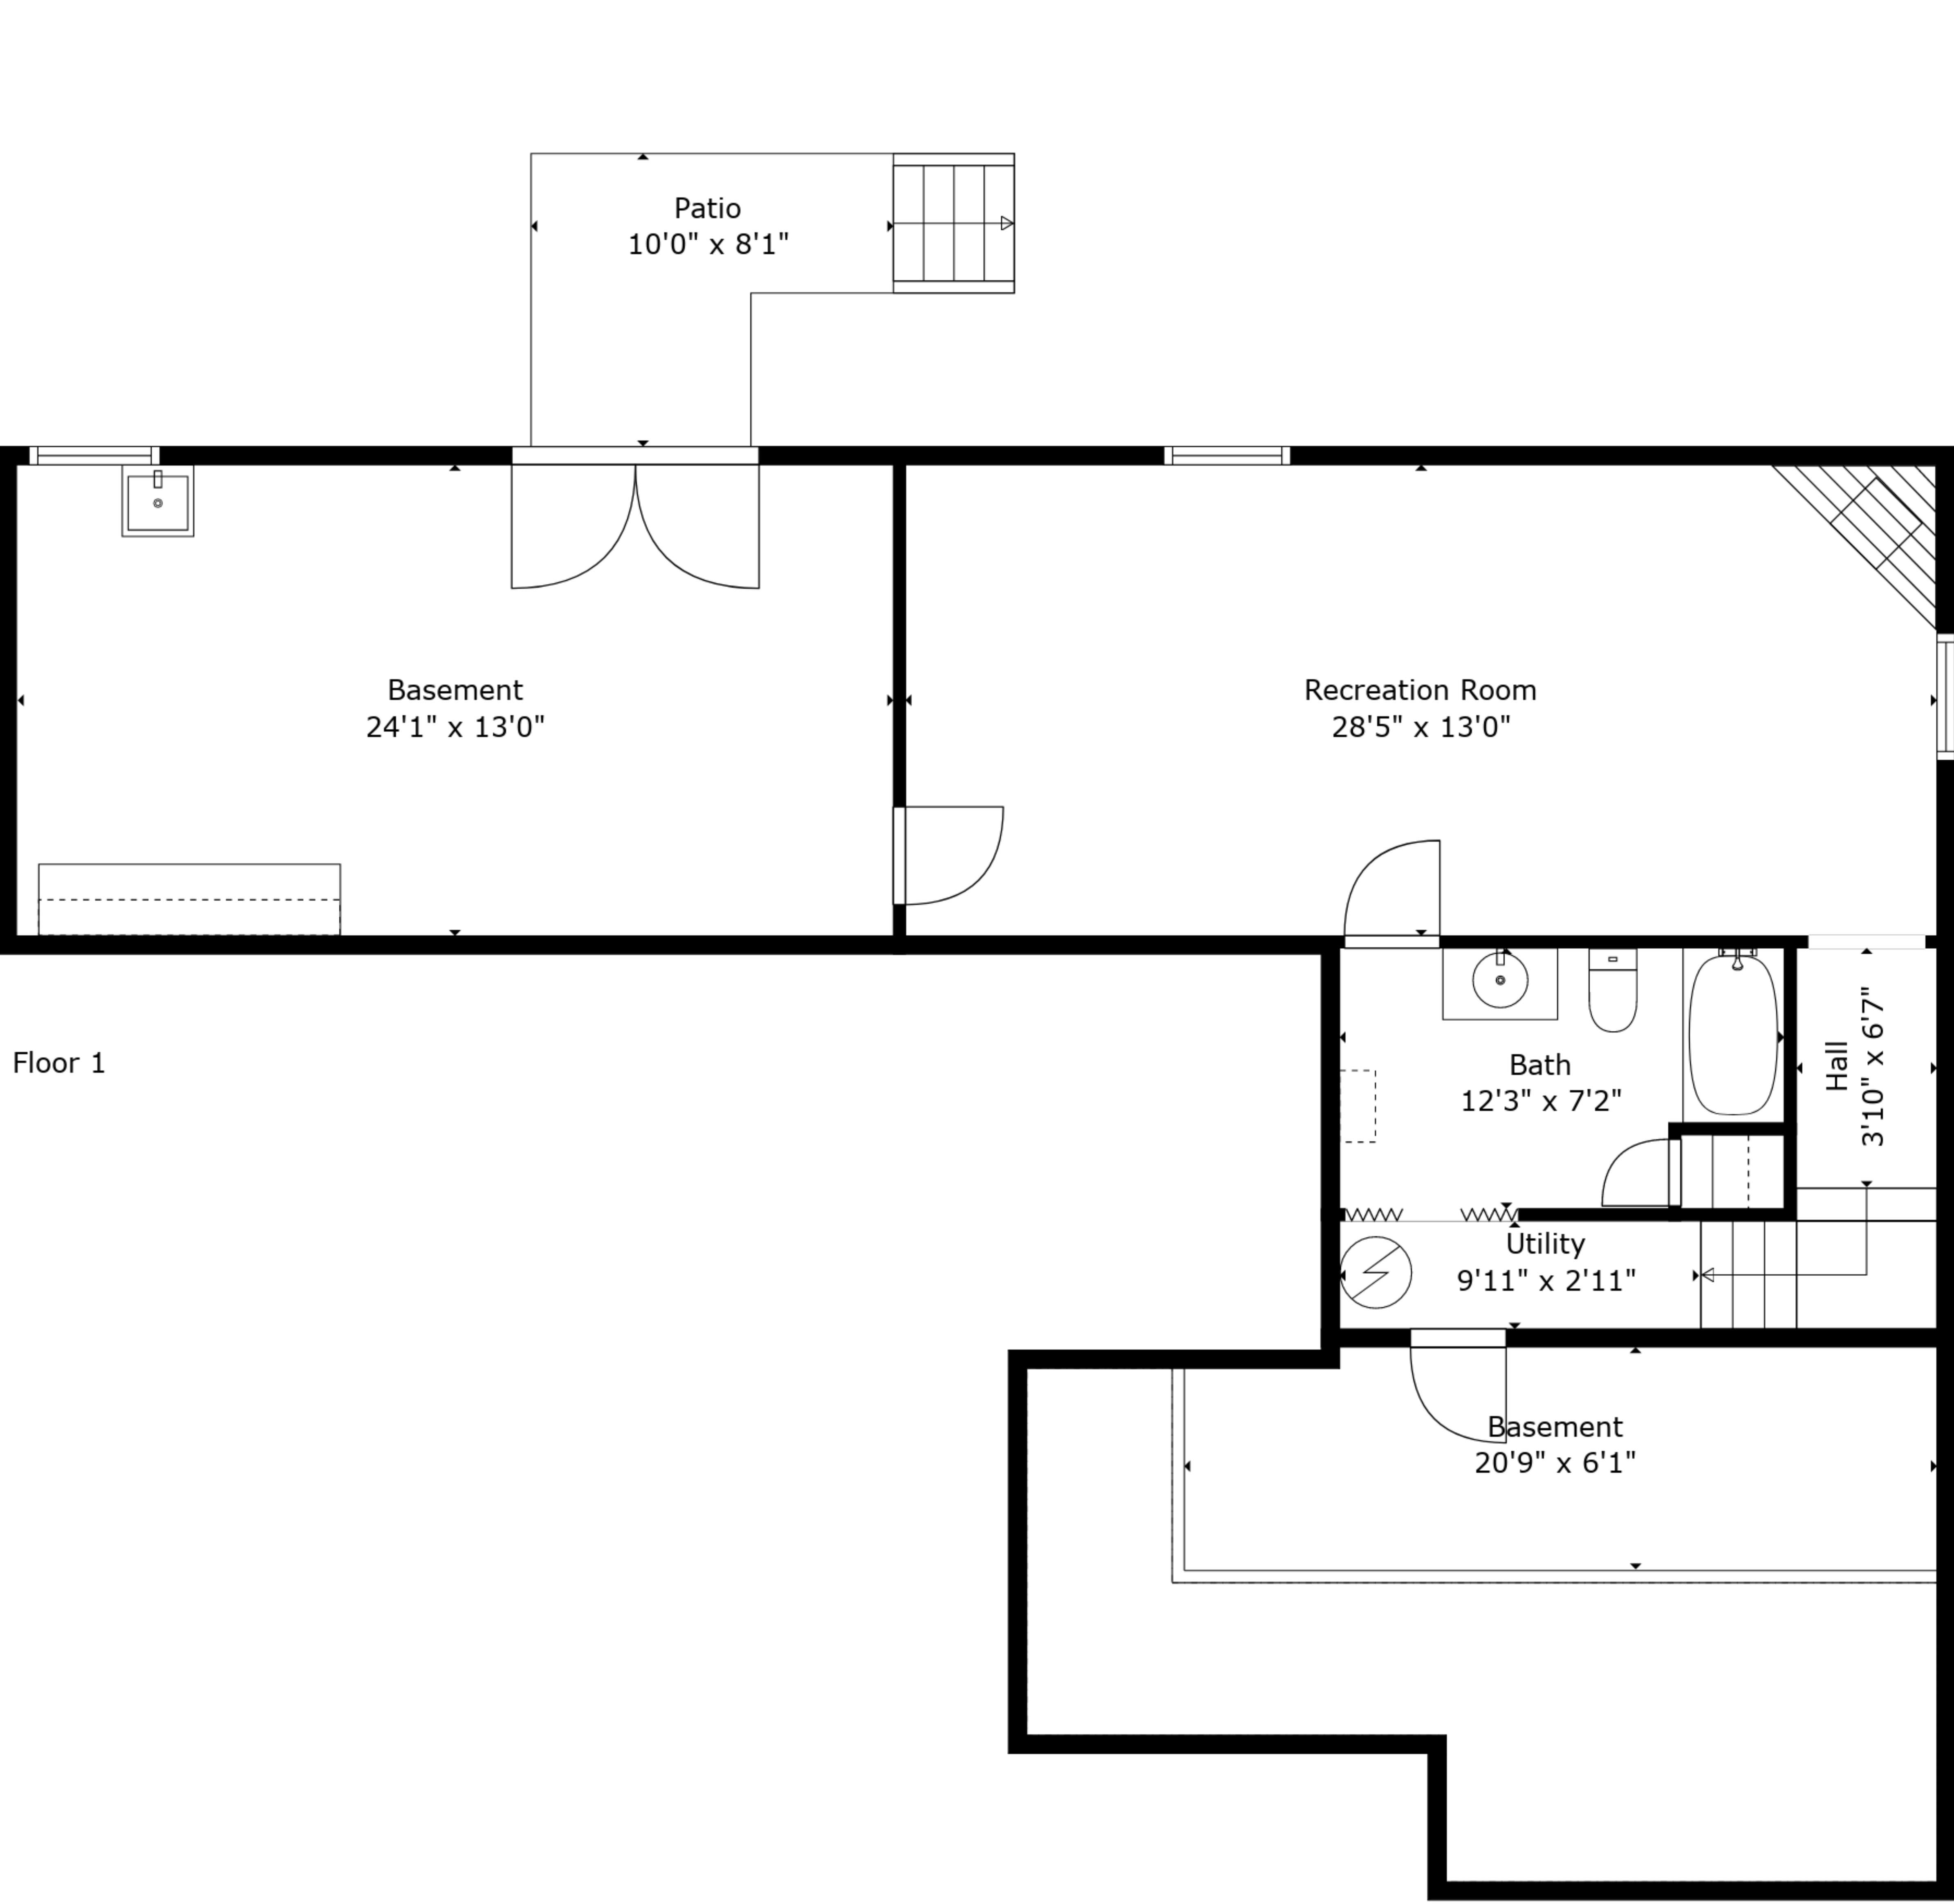 Patio
10'0" x 8'1"
Basement
24'1" x 13'0"
Recreation Room
28'5" x 13'0"
Floor 1
Bath
12'3" x 7'2"
Hall
3'10" x 6'7"
Utility
9'11" x 2'11"
Basement
20'9" x 6'1"